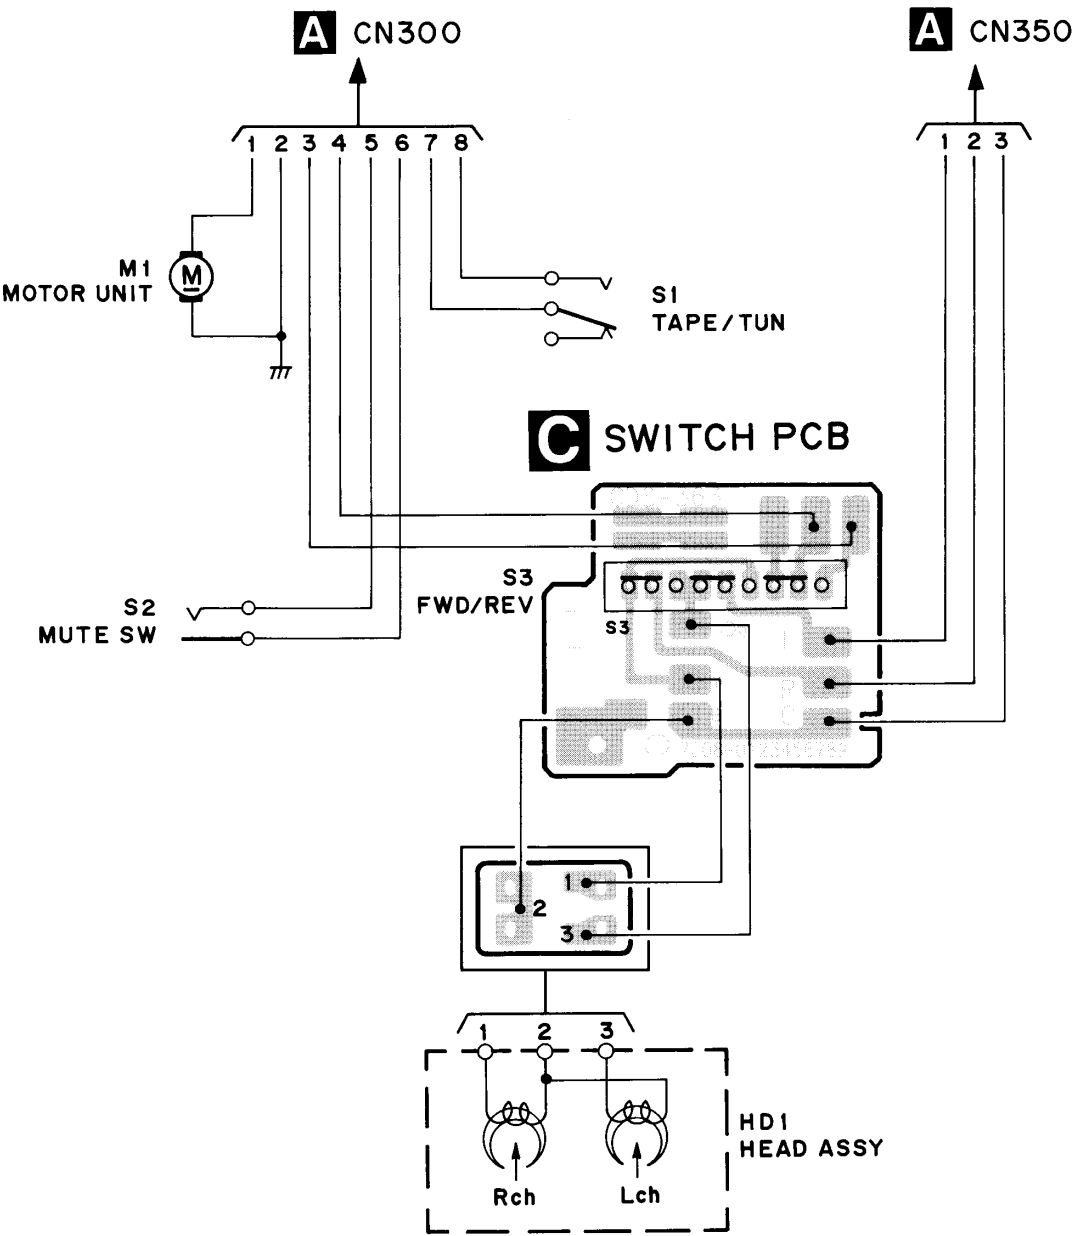 A CN300
A CN350
1 2 3 4 5 6 7 8
1 2 3
M1
MOTOR UNIT
M
S1
TAPE/TUN
C SWITCH PCB
S3
FWD/REV
S2
MUTE SW
S3
0123456789
1
2
3
1 2 3
HD1
HEAD ASSY
Rch
Lch